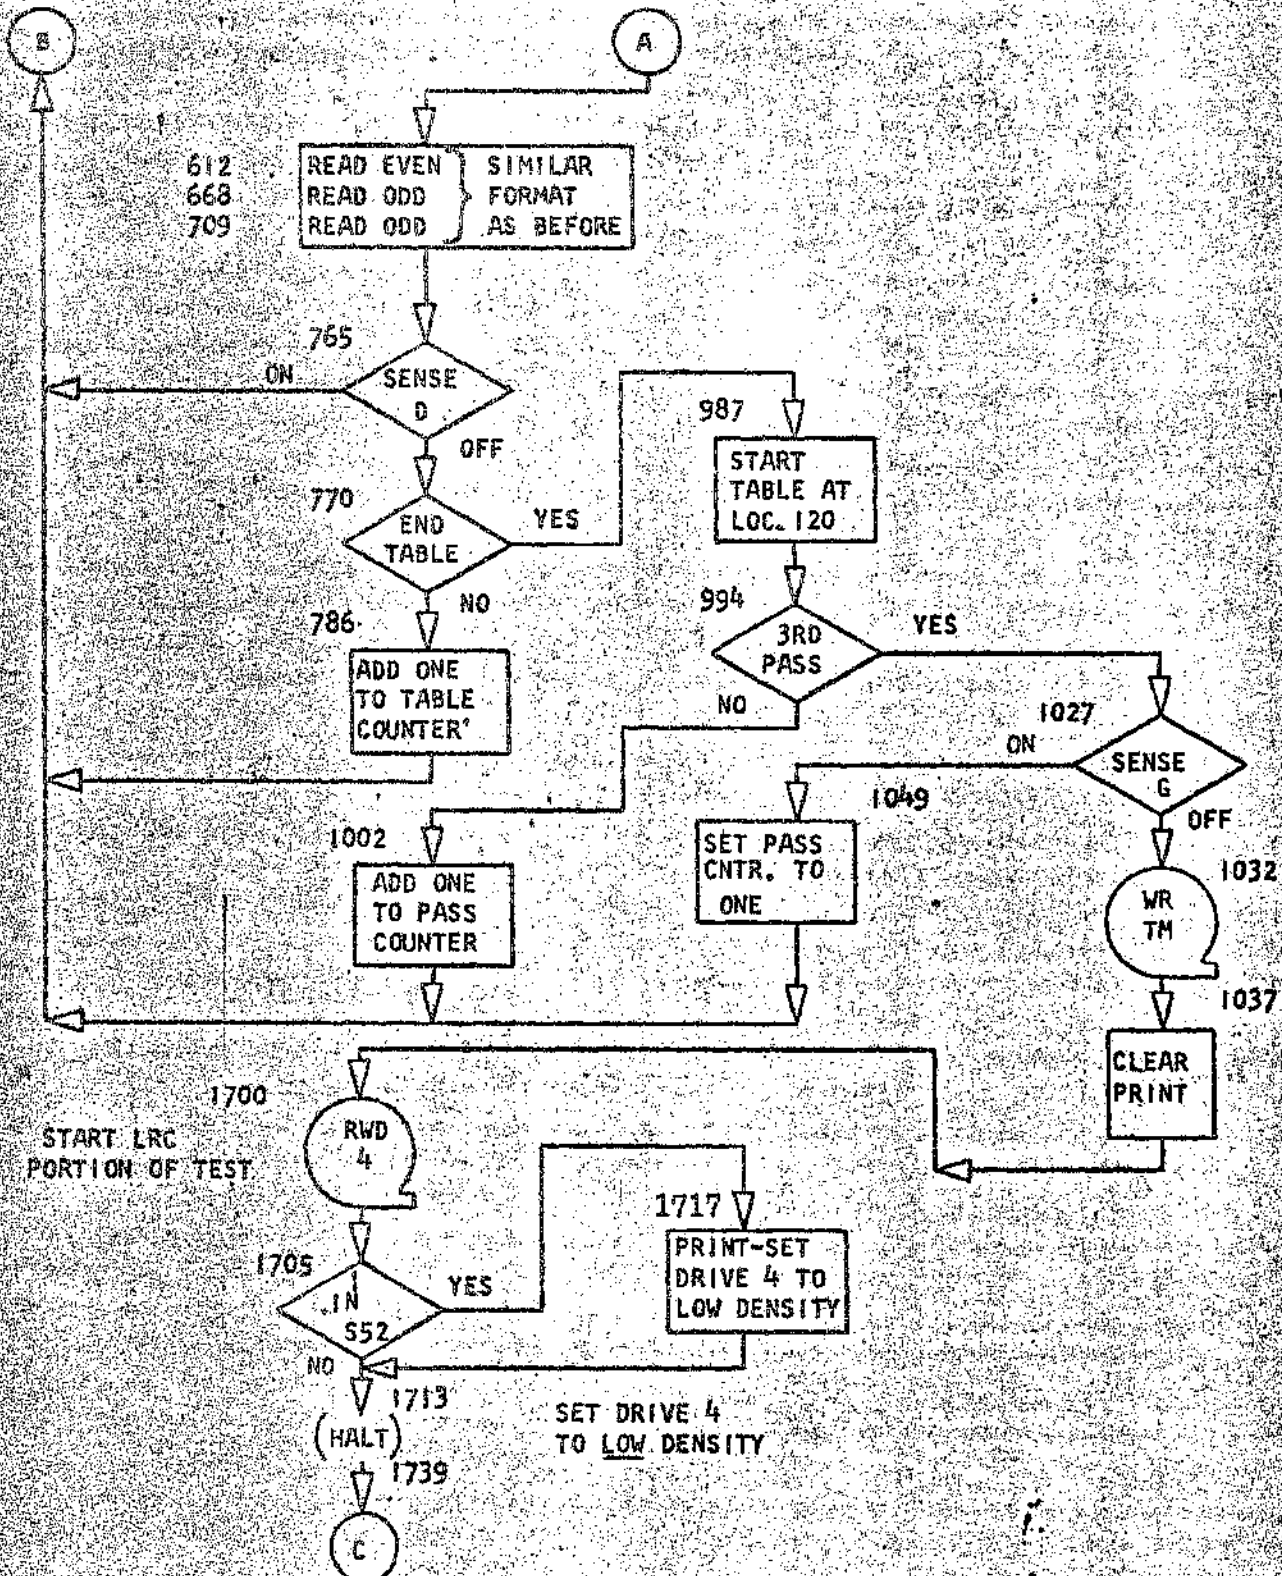 B
A
612
668
709
READ EVEN
READ ODD
READ ODD
SIMILAR
FORMAT
AS BEFORE
765
ON
SENSE
D
OFF
987
START
TABLE AT
LOC. 120
770
END
TABLE
YES
NO
994
3RD
PASS
YES
NO
786
ADD ONE
TO TABLE
COUNTER
1027
ON
SENSE
G
OFF
1049
SET PASS
CNTR. TO
ONE
1002
ADD ONE
TO PASS
COUNTER
1032
WR
TM
1037
CLEAR
PRINT
1700
RWD
4
START LRC
PORTION OF TEST
1717
PRINT-SET
DRIVE 4 TO
LOW DENSITY
1705
IN
S52
YES
NO
1713
(HALT)
1739
SET DRIVE 4
TO LOW DENSITY
C